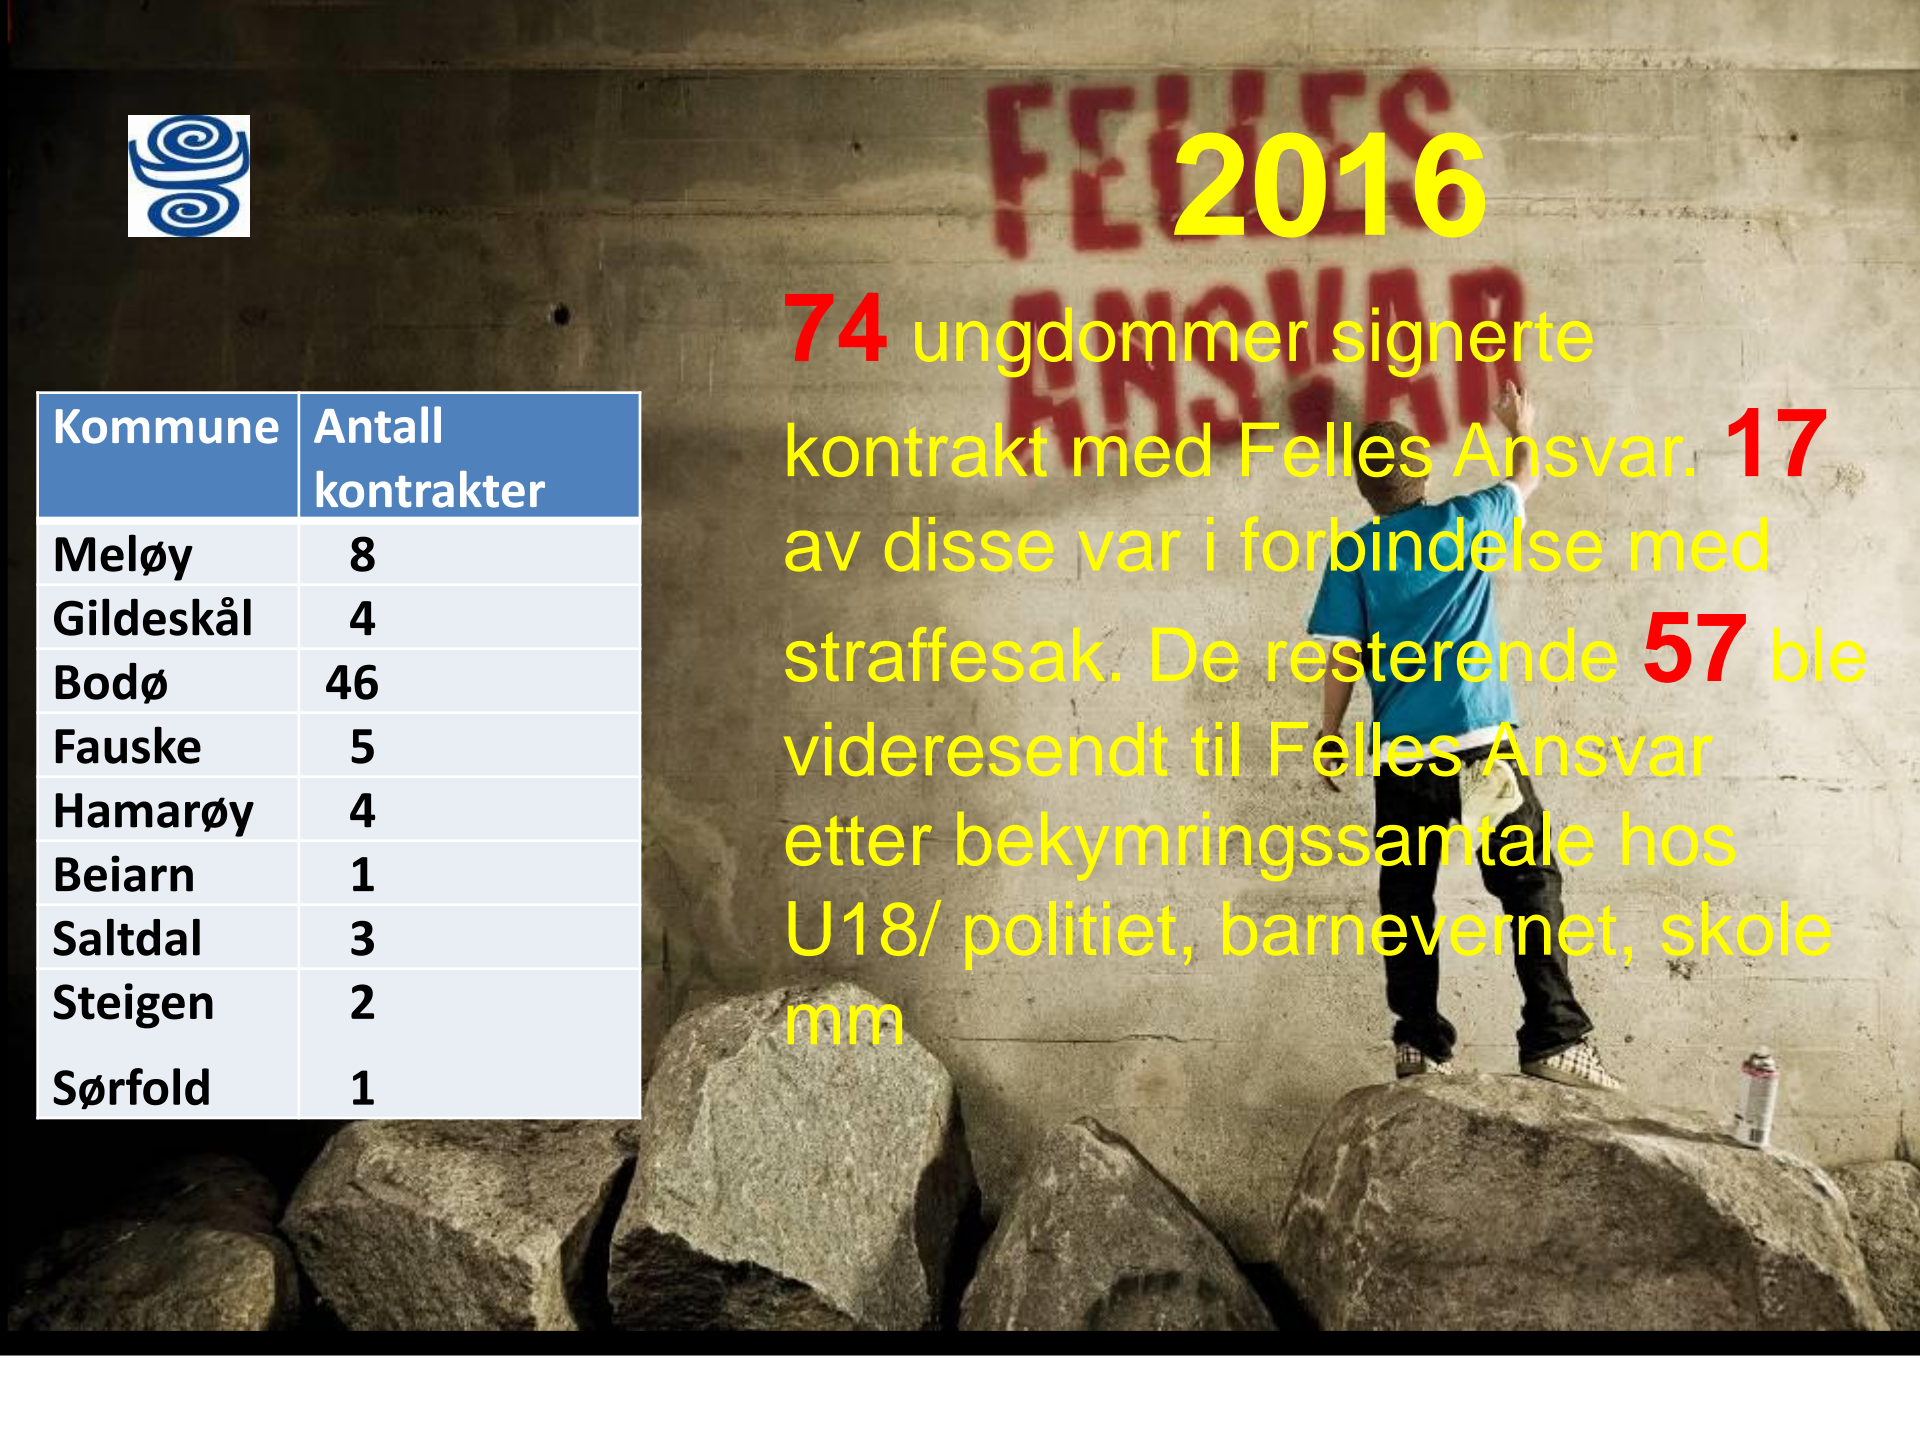 FELLES
ANSVAR
2016
74 ungdommer signerte
kontrakt med Felles Ansvar. 17
av disse var i forbindelse med
straffesak. De resterende 57 ble
videresendt til Felles Ansvar
etter bekymringssamtale hos
U18/ politiet, barnevernet, skole
mm
Kommune Antall
kontrakter
Meløy 8
Gildeskål 4
Bodø 46
Fauske 5
Hamarøy 4
Beiarn 1
Saltdal 3
Steigen 2
Sørfold 1